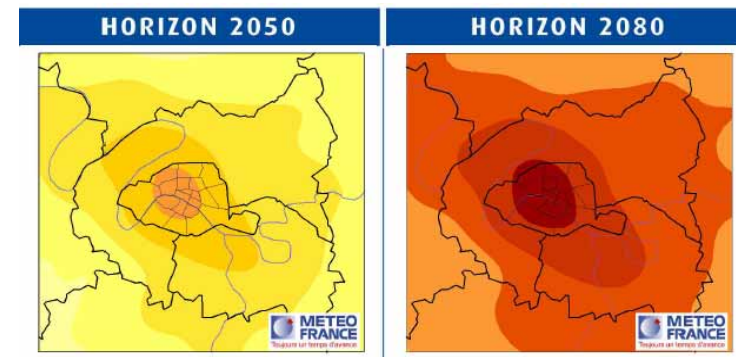 HORIZON 2050
HORIZON 2080
METEO
FRANCE
Toujours un temps d'avance
METEO
FRANCE
Toujours un temps d'avance